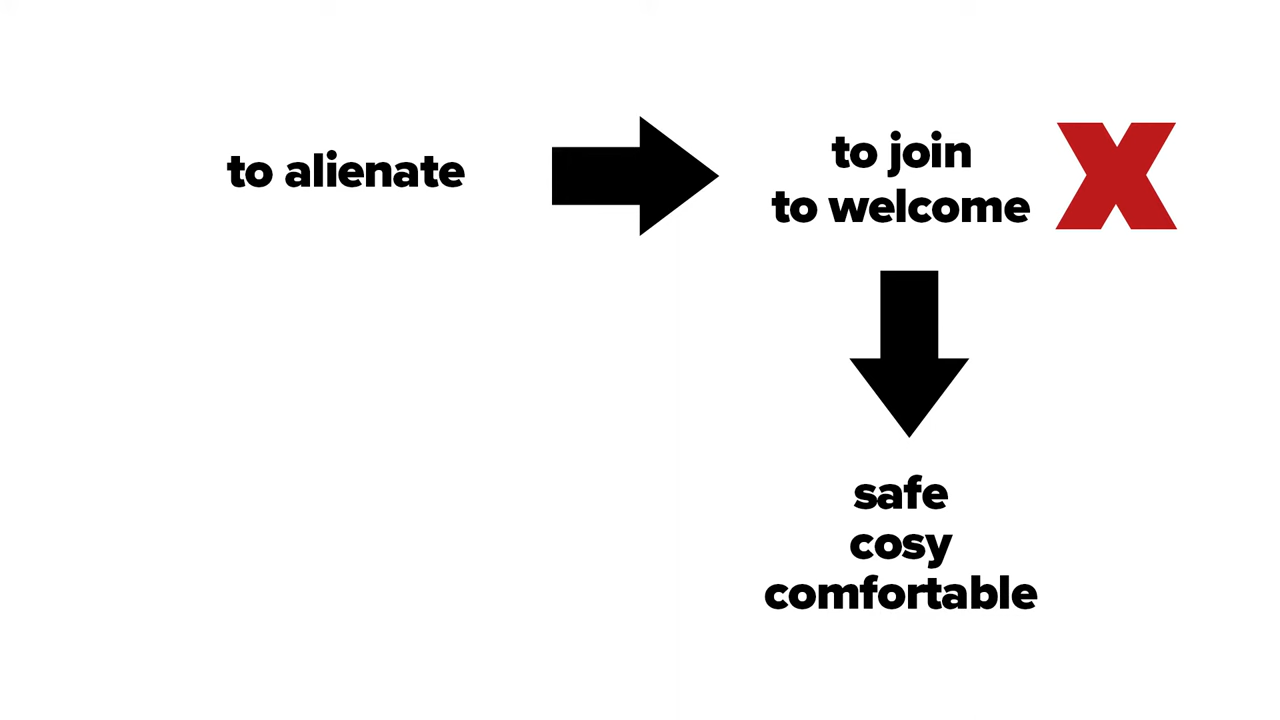 to alienate
to join
to welcome
X
safe
cosy
comfortable